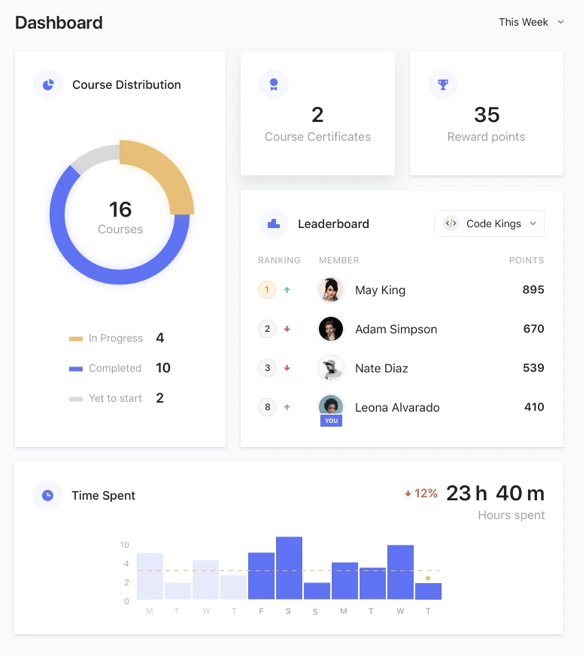 Dashboard
This Week
Course Distribution
16
Courses
In Progress 4
Completed 10
Yet to start 2
2
Course Certificates
35
Reward points
Leaderboard
</> Code Kings
RANKING MEMBER POINTS
1 May King 895
2 Adam Simpson 670
3 Nate Diaz 539
8 Leona Alvarado 410
YOU
Time Spent
12% 23 h 40 m
Hours spent
10
4
2
0
M T W T F S S M T W T